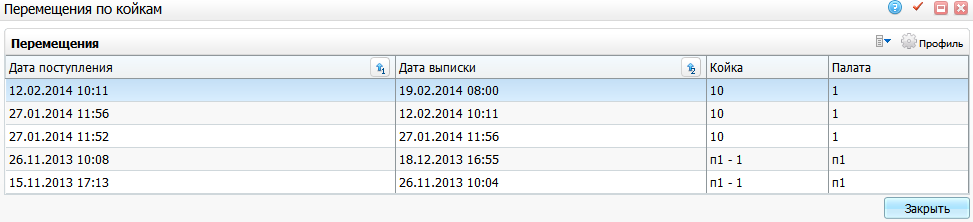 Перемещения по койкам
Перемещения Профиль
Дата поступления 1 Дата выписки 2 Койка Палата
12.02.2014 10:11 19.02.2014 08:00 10 1
27.01.2014 11:56 12.02.2014 10:11 10 1
27.01.2014 11:52 27.01.2014 11:56 10 1
26.11.2013 10:08 18.12.2013 16:55 п1 - 1 п1
15.11.2013 17:13 26.11.2013 10:04 п1 - 1 п1
Закрыть